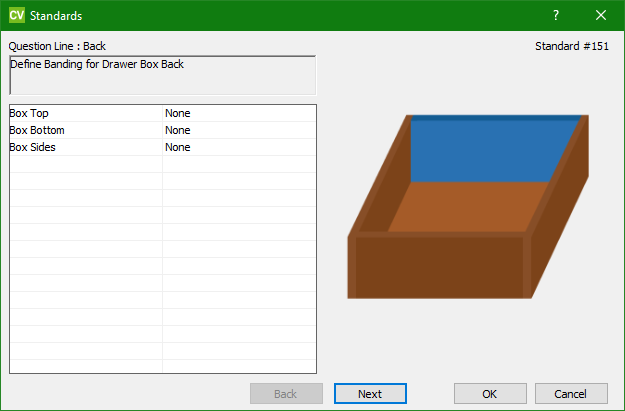 CV Standards
Question Line : Back
Standard #151
Define Banding for Drawer Box Back
Box Top None
Box Bottom None
Box Sides None
Back Next OK Cancel